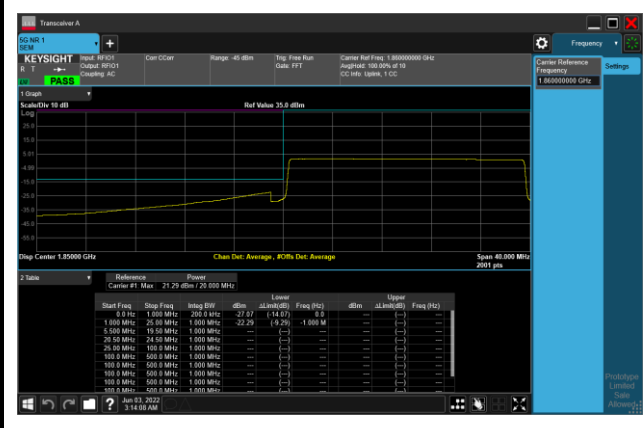 Transceiver A
5G NR 1
SEM
+
Frequency
KEYSIGHT
Input: RFIO1
Output: RFIO1
Coupling: AC
Corr CCorr
Range: -45 dBm
Trig: Free Run
Gate: FFT
Carrier Ref Freq: 1.860000000 GHz
Avg|Hold: 100.00% of 10
CC Info: Uplink, 1 CC
R T
PASS
Carrier Reference
Frequency
1.860000000 GHz
Settings
1 Graph
Scale/Div 10 dB
Ref Value 35.0 dBm
Log
25.0
15.0
-4.99
-15.0
-25.0
-35.0
-45.0
-55.0
Disp Center 1.85000 GHz
Chan Det: Average , #Offs Det: Average
Span 40.000 MHz
2001 pts
2 Table
Reference Power
Carrier #1 Max 21.29 dBm / 20.000 MHz
Lower Upper
Start Freq Stop Freq Integ BW dBm ΔLimit(dB) Freq (Hz) dBm ΔLimit(dB) Freq (Hz)
0.0 Hz 1.000 MHz 200.0 kHz -27.07 (-14.07) 0.0 --- (---) ---
1.000 MHz 25.00 MHz 1.000 MHz -22.29 (-9.29) -1.000 M --- (---) ---
5.500 MHz 19.50 MHz 1.000 MHz --- (---) --- --- (---) ---
20.50 MHz 24.50 MHz 1.000 MHz --- (---) --- --- (---) ---
25.00 MHz 100.0 MHz 1.000 MHz --- (---) --- --- (---) ---
100.0 MHz 500.0 MHz 1.000 MHz --- (---) --- --- (---) ---
100.0 MHz 500.0 MHz 1.000 MHz --- (---) --- --- (---) ---
100.0 MHz 500.0 MHz 1.000 MHz --- (---) --- --- (---) ---
100.0 MHz 500.0 MHz 1.000 MHz --- (---) --- --- (---) ---
100.0 MHz 500.0 MHz 1.000 MHz --- (---) --- --- (---) ---
Prototype
Limited
Sale
Allowed
?
Jun 03, 2022
3:14:08 AM